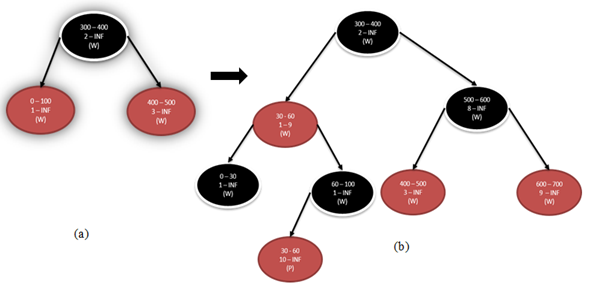 300 – 400
2 – INF
(W)
0 – 100
1 – INF
(W)
400 – 500
3 – INF
(W)
(a)
300 – 400
2 – INF
(W)
30 - 60
1 – 9
(W)
500 – 600
8 – INF
(W)
0 – 30
1 – INF
(W)
60 – 100
1 – INF
(W)
400 – 500
3 – INF
(W)
600 – 700
9 – INF
(W)
30 - 60
10 – INF
(P)
(b)